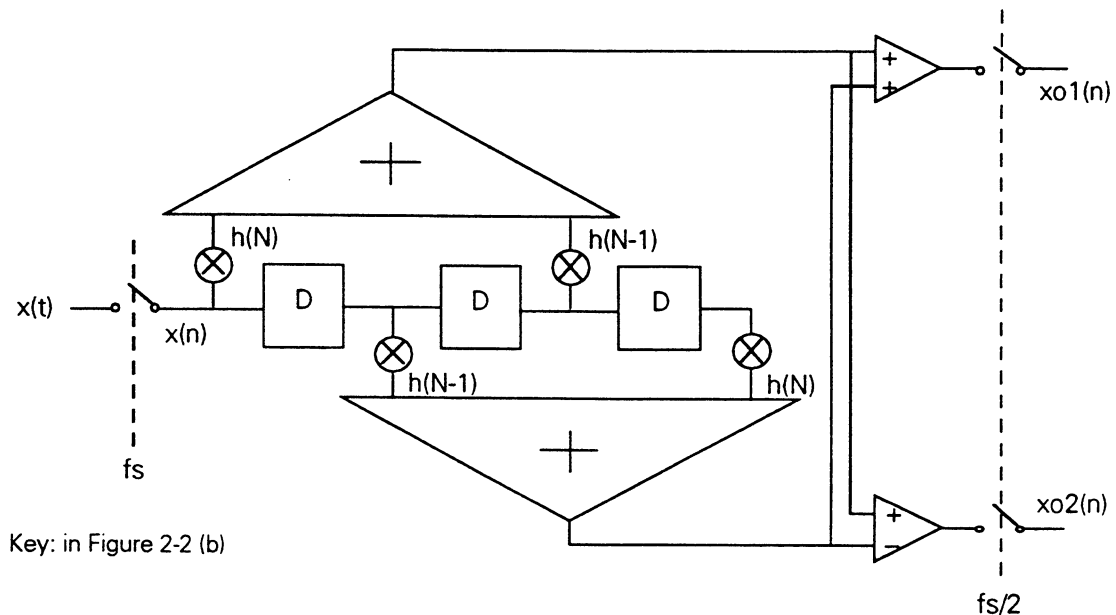 +
+
xo1(n)
+
h(N)
h(N-1)
D
D
D
x(t)
x(n)
h(N-1)
h(N)
+
fs
+
−
xo2(n)
Key: in Figure 2-2 (b)
fs/2